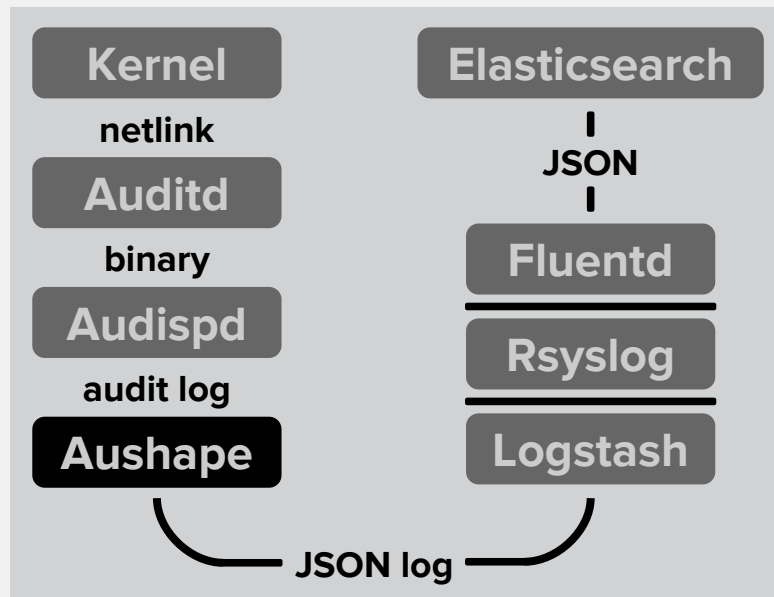 Kernel
netlink
Auditd
binary
Audispd
audit log
Aushape
JSON log
Elasticsearch
JSON
Fluentd
Rsyslog
Logstash